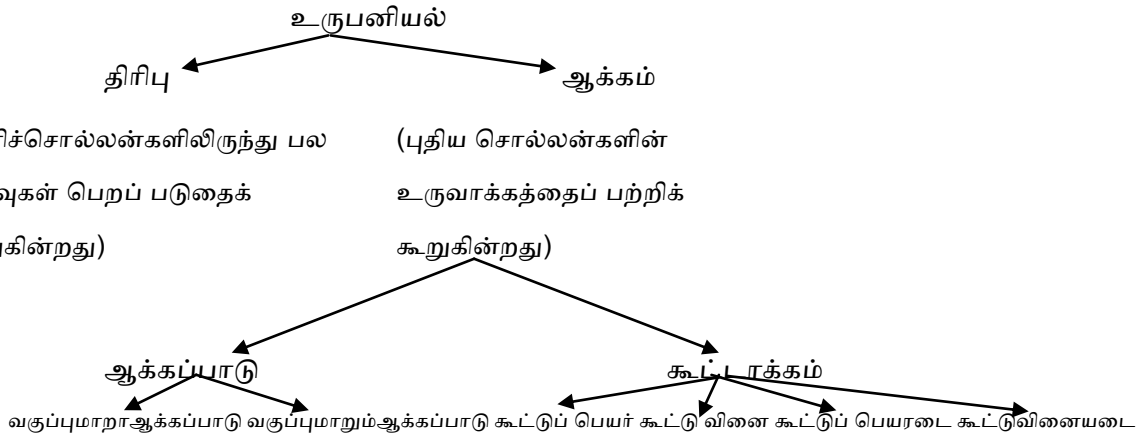 உருபனியல்
திரிபு ஆக்கம்
ரிச்சொல்லன்களிலிருந்து பல (புதிய சொல்லன்களின்
வுகள் பெறப் படுதைக் உருவாக்கத்தைப் பற்றிக்
றுகின்றது) கூறுகின்றது)
ஆக்கப்பாடு கூட்டாக்கம்
வகுப்புமாறாஆக்கப்பாடு வகுப்புமாறும்ஆக்கப்பாடு கூட்டுப் பெயர் கூட்டு வினை கூட்டுப் பெயரடை கூட்டுவினையடை